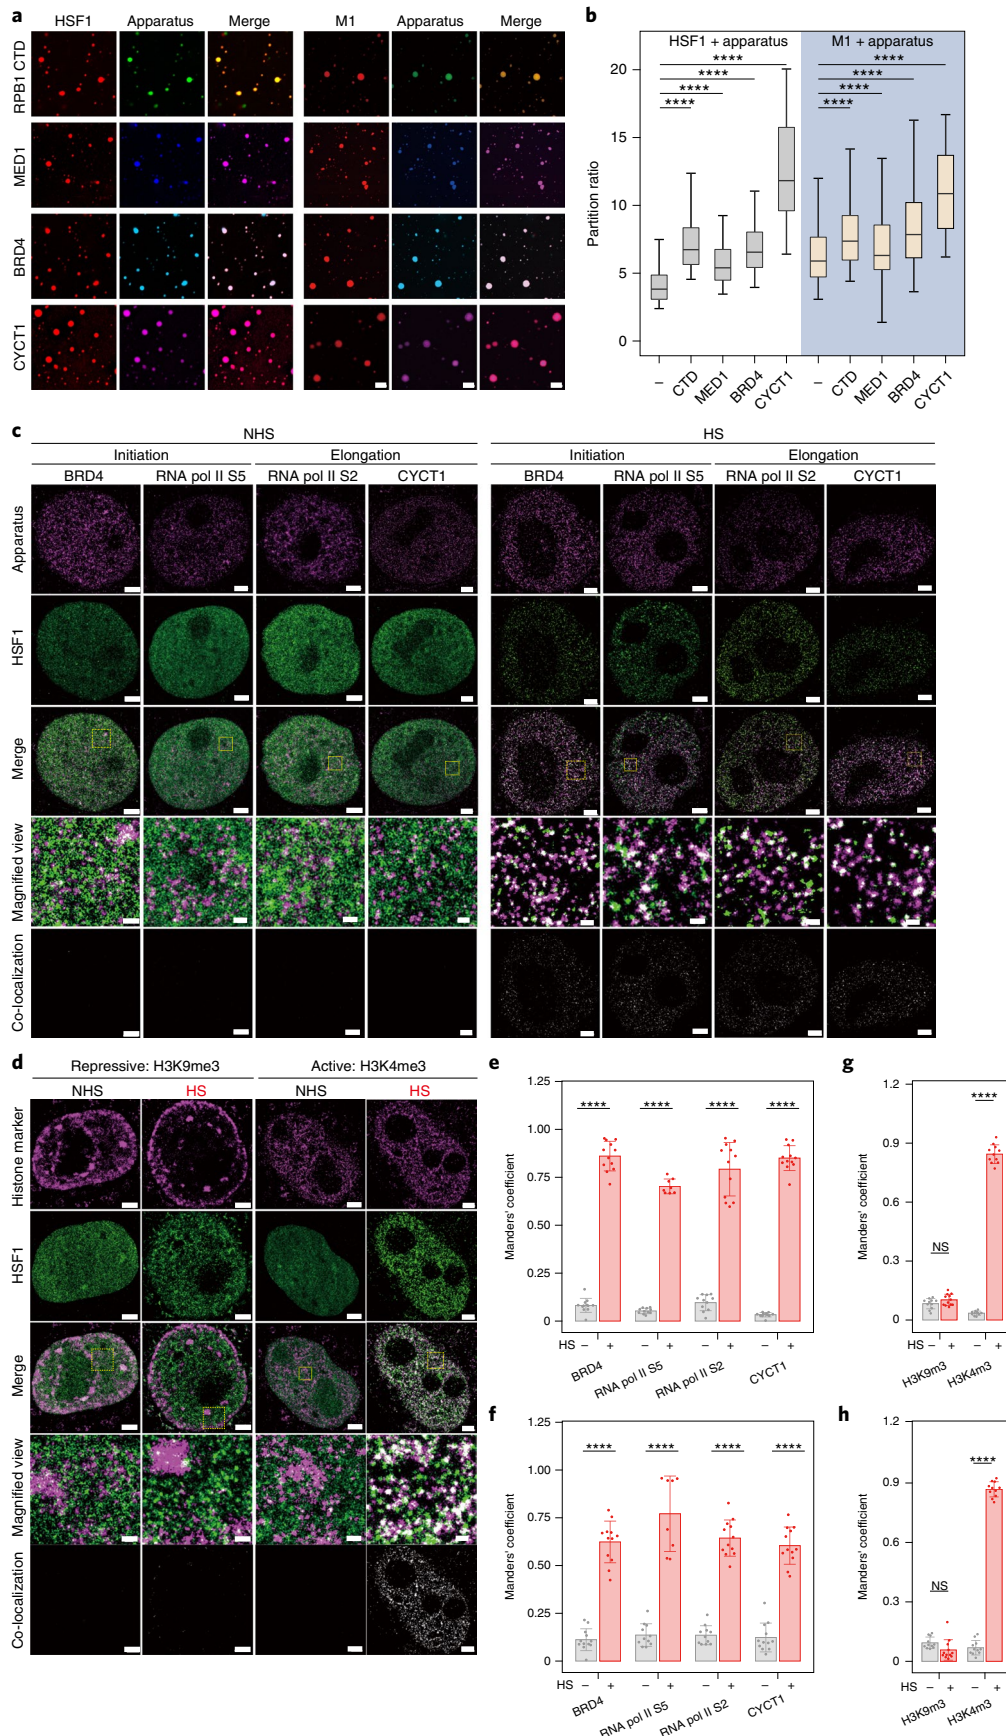 a
HSF1 Apparatus Merge M1 Apparatus Merge
RPB1 CTD
MED1
BRD4
CYCT1
b
HSF1 + apparatus M1 + apparatus
**** ****
**** ****
**** ****
**** ****
Partition ratio
20
15
10
5
0
– CTD MED1 BRD4 CYCT1 – CTD MED1 BRD4 CYCT1
c
NHS HS
Initiation Elongation Initiation Elongation
BRD4 RNA pol II S5 RNA pol II S2 CYCT1 BRD4 RNA pol II S5 RNA pol II S2 CYCT1
Apparatus
HSF1
Merge
Magnified view
Co-localization
d
Repressive: H3K9me3 Active: H3K4me3
NHS HS NHS HS
Histone marker
HSF1
Merge
Magnified view
Co-localization
e
Manders' coefficient
1.25
1.00
0.75
0.50
0.25
0
**** **** **** ****
HS – + – + – + – +
BRD4 RNA pol II S5 RNA pol II S2 CYCT1
f
Manders' coefficient
1.25
1.00
0.75
0.50
0.25
0
**** **** **** ****
HS – + – + – + – +
BRD4 RNA pol II S5 RNA pol II S2 CYCT1
g
Manders' coefficient
1.2
0.9
0.6
0.3
0
NS ****
HS – + – +
H3K9m3 H3K4m3
h
Manders' coefficient
1.2
0.9
0.6
0.3
0
NS ****
HS – + – +
H3K9m3 H3K4m3